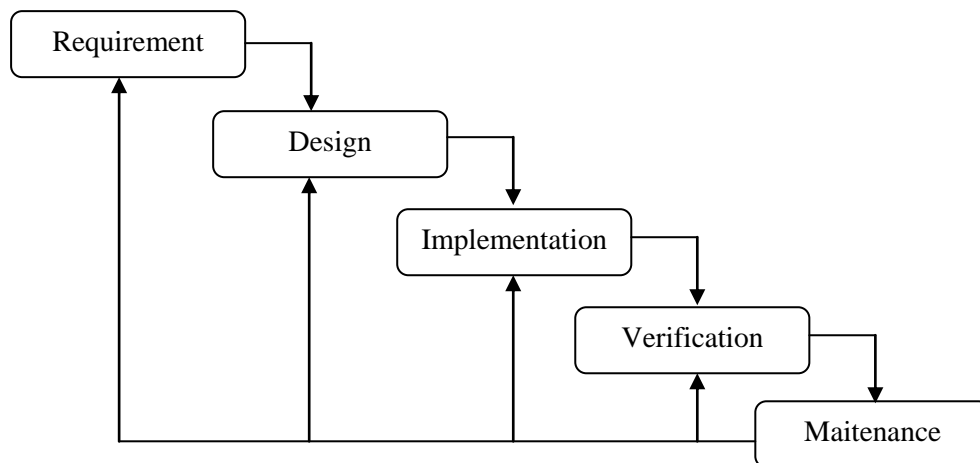 Requirement
Design
Implementation
Verification
Maitenance